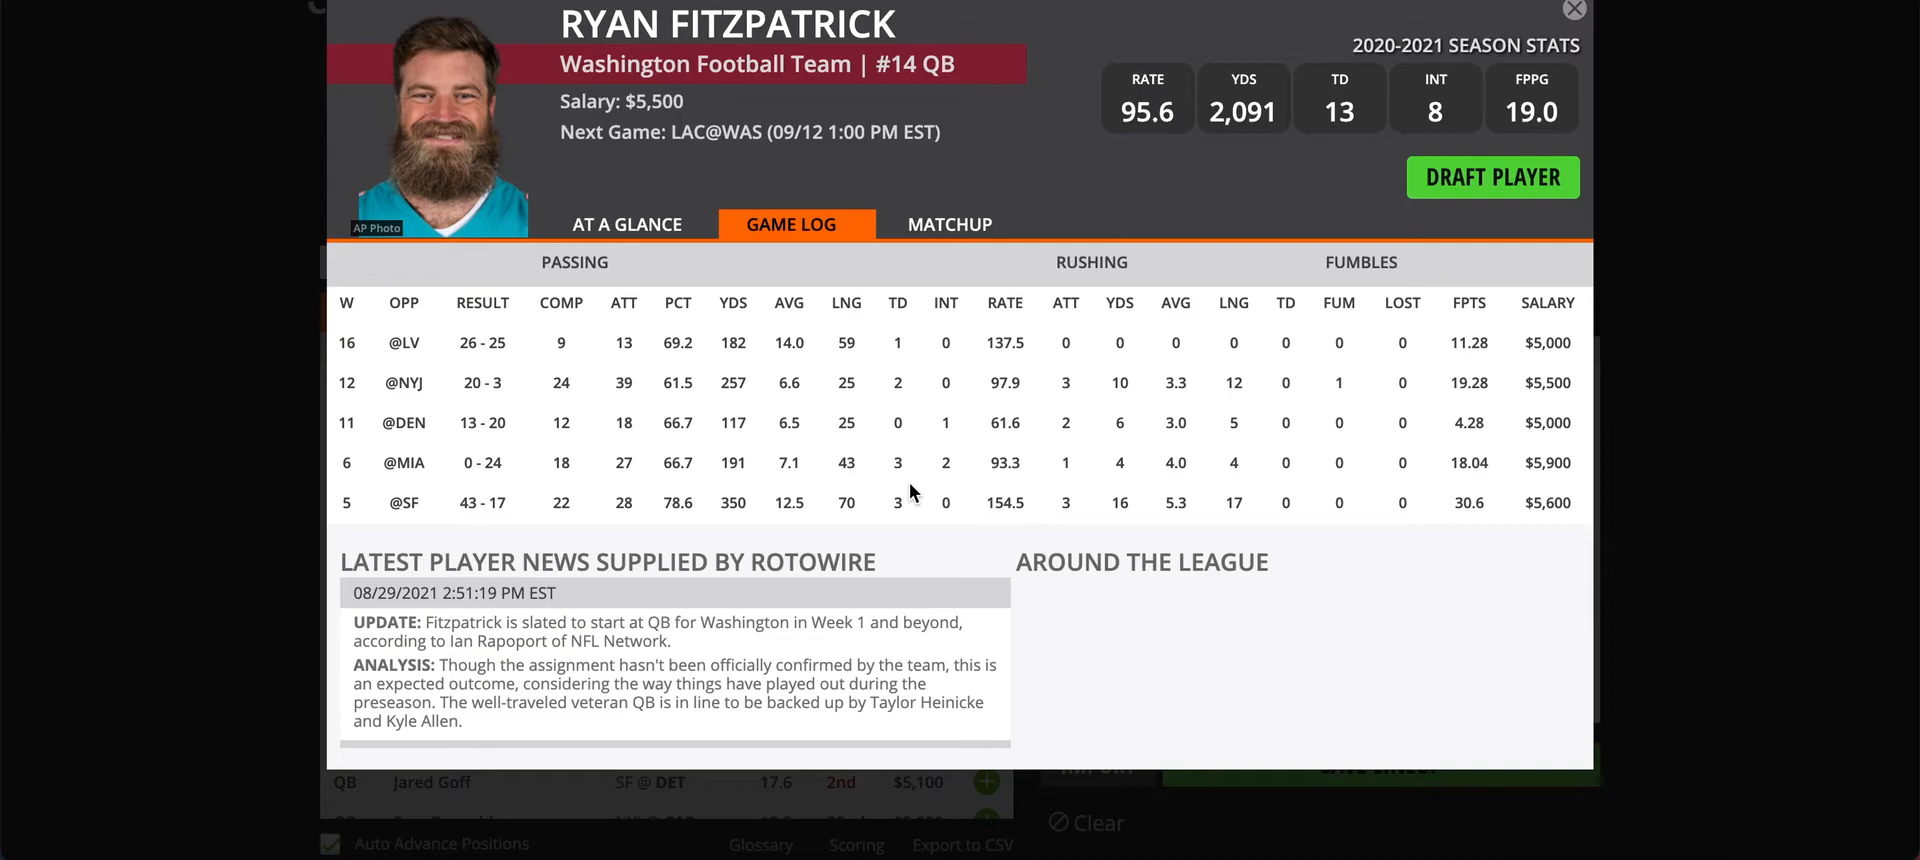 RYAN FITZPATRICK
Washington Football Team | #14 QB
Salary: $5,500
Next Game: LAC@WAS (09/12 1:00 PM EST)
AP Photo
2020-2021 SEASON STATS
RATE YDS TD INT FPPG
95.6 2,091 13 8 19.0
DRAFT PLAYER
AT A GLANCE GAME LOG MATCHUP
PASSING RUSHING FUMBLES
W OPP RESULT COMP ATT PCT YDS AVG LNG TD INT RATE ATT YDS AVG LNG TD FUM LOST FPTS SALARY
16 @LV 26 - 25 9 13 69.2 182 14.0 59 1 0 137.5 0 0 0 0 0 0 0 11.28 $5,000
12 @NYJ 20 - 3 24 39 61.5 257 6.6 25 2 0 97.9 3 10 3.3 12 0 1 0 19.28 $5,500
11 @DEN 13 - 20 12 18 66.7 117 6.5 25 0 1 61.6 2 6 3.0 5 0 0 0 4.28 $5,000
6 @MIA 0 - 24 18 27 66.7 191 7.1 43 3 2 93.3 1 4 4.0 4 0 0 0 18.04 $5,900
5 @SF 43 - 17 22 28 78.6 350 12.5 70 3 0 154.5 3 16 5.3 17 0 0 0 30.6 $5,600
LATEST PLAYER NEWS SUPPLIED BY ROTOWIRE
08/29/2021 2:51:19 PM EST
UPDATE: Fitzpatrick is slated to start at QB for Washington in Week 1 and beyond,
according to Ian Rapoport of NFL Network.
ANALYSIS: Though the assignment hasn't been officially confirmed by the team, this is
an expected outcome, considering the way things have played out during the
preseason. The well-traveled veteran QB is in line to be backed up by Taylor Heinicke
and Kyle Allen.
AROUND THE LEAGUE
QB Jared Goff SF @ DET 17.6 2nd $5,100
IMPORT SAVE LINEUP
Clear
Auto Advance Positions Glossary Scoring Export to CSV